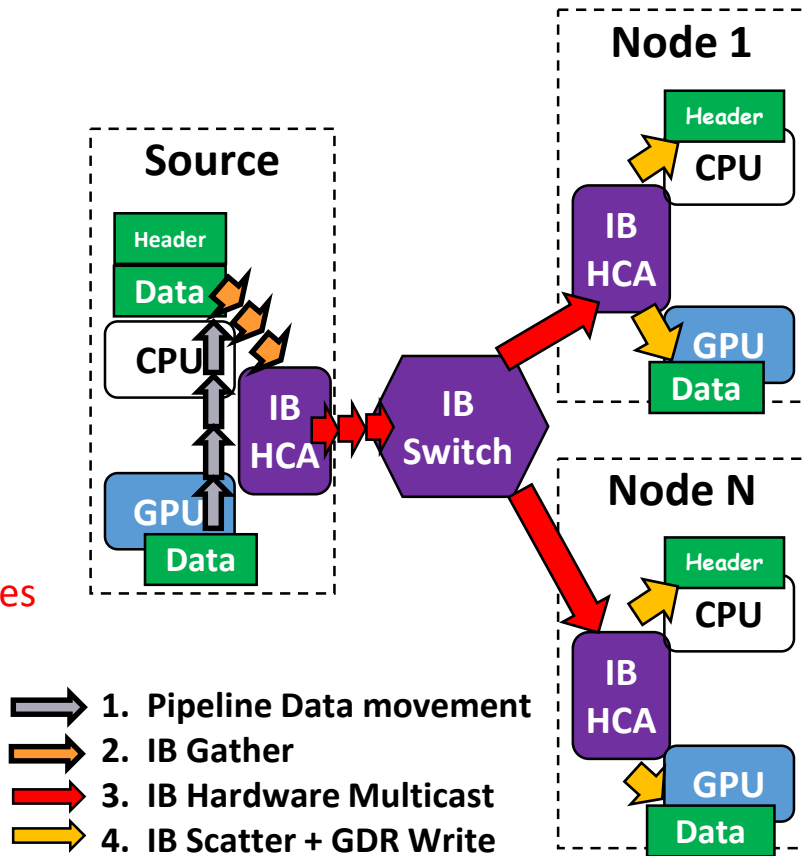 Source
Header
Data
CPU
GPU
Data
IB
HCA
IB
Switch
Node 1
Header
CPU
IB
HCA
GPU
Data
Node N
Header
CPU
IB
HCA
GPU
Data
es
1. Pipeline Data movement
2. IB Gather
3. IB Hardware Multicast
4. IB Scatter + GDR Write